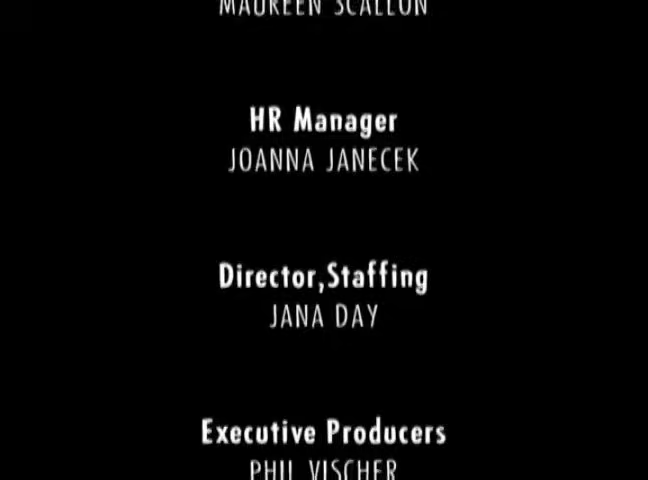 MAUREEN SCALLON
HR Manager
JOANNA JANECEK
Director,Staffing
JANA DAY
Executive Producers
PHIL VISCHER